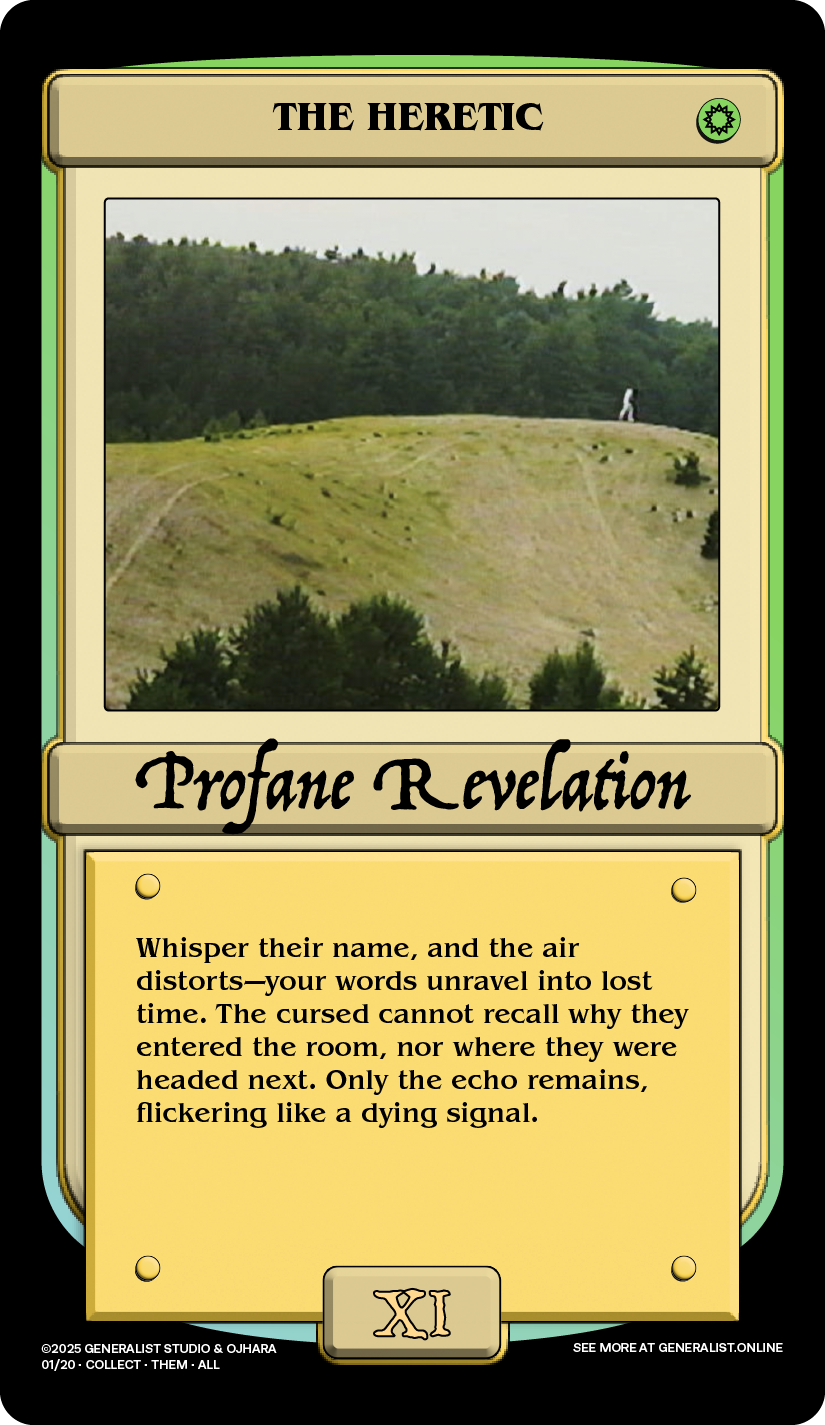 THE HERETIC
Profane Revelation
Whisper their name, and the air
distorts—your words unravel into lost
time. The cursed cannot recall why they
entered the room, nor where they were
headed next. Only the echo remains,
flickering like a dying signal.
XI
©2025 GENERALIST STUDIO & OJHARA
01/20 · COLLECT · THEM · ALL
SEE MORE AT GENERALIST.ONLINE